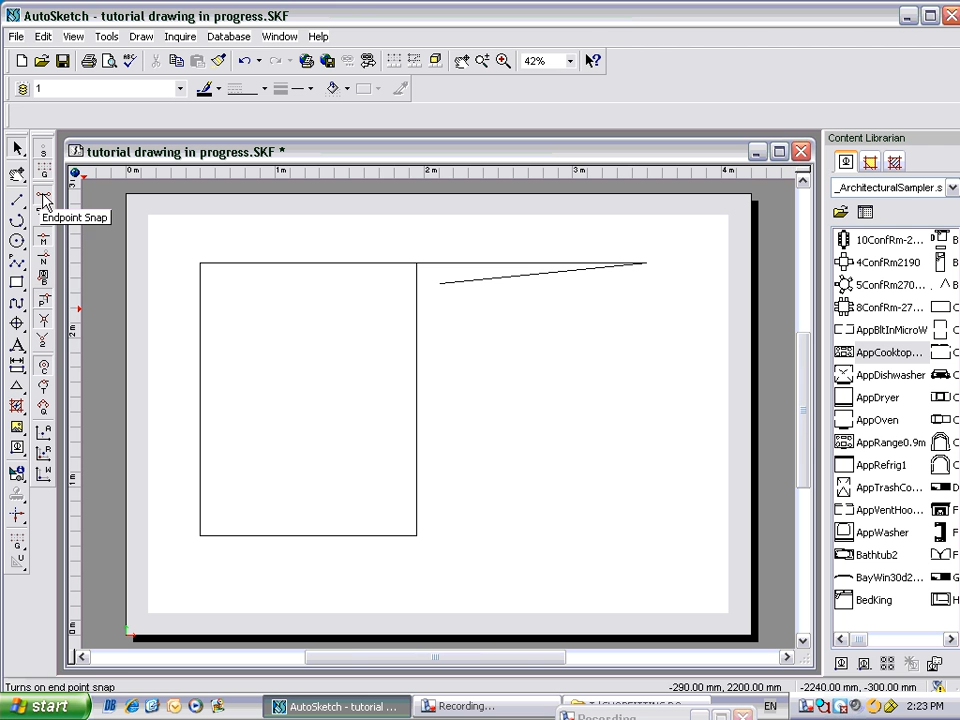 AutoSketch - tutorial drawing in progress.SKF
File Edit View Tools Draw Inquire Database Window Help
42%
1
tutorial drawing in progress.SKF *
0 m 1 m 2 m 3 m 4 m
Endpoint Snap
Content Librarian
_ArchitecturalSampler.s
10ConfRm-2...
4ConfRm2190
5ConfRm270...
8ConfRm-27...
AppBltInMicroW
AppCooktop...
AppDishwasher
AppDryer
AppOven
AppRange0.9m
AppRefrig1
AppTrashCo...
AppVentHoo...
AppWasher
Bathtub2
BayWin30d2...
BedKing
Turns on end point snap
-290.00 mm, 2200.00 mm
-2240.00 mm, -300.00 mm
start
AutoSketch - tutorial ...
Recording...
EN
2:23 PM
Recording